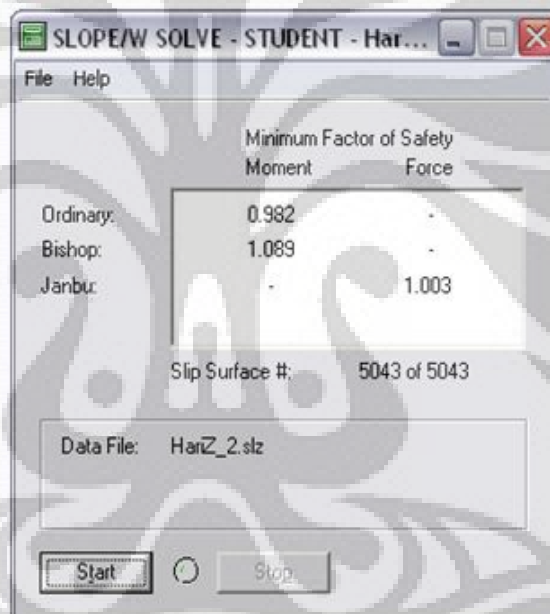 SLOPE/W SOLVE - STUDENT - Har...
File Help
Minimum Factor of Safety
Moment Force
Ordinary: 0.982 -
Bishop: 1.089 -
Janbu: - 1.003
Slip Surface #: 5043 of 5043
Data File: HariZ_2.slz
Start Stop